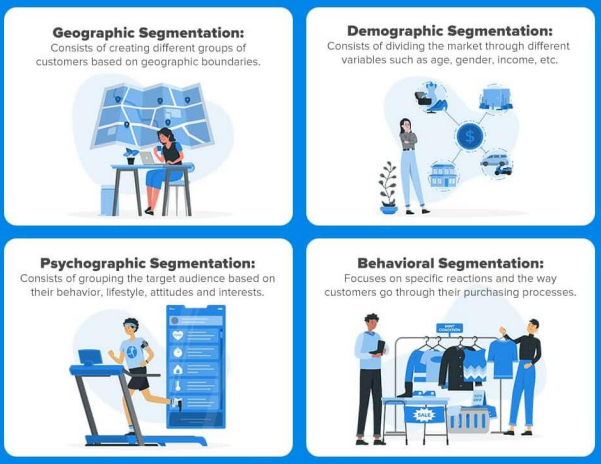 Geographic Segmentation:
Consists of creating different groups of
customers based on geographic boundaries.
Demographic Segmentation:
Consists of dividing the market through different
variables such as age, gender, income, etc.
$
Psychographic Segmentation:
Consists of grouping the target audience based on
their behavior, lifestyle, attitudes and interests.
Behavioral Segmentation:
Focuses on specific reactions and the way
customers go through their purchasing processes.
SALE